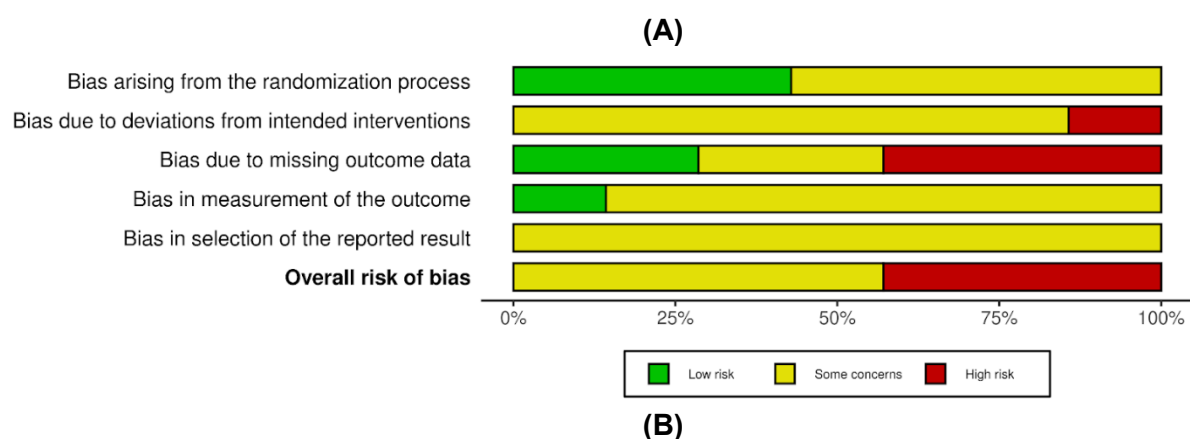 (A)
Bias arising from the randomization process
Bias due to deviations from intended interventions
Bias due to missing outcome data
Bias in measurement of the outcome
Bias in selection of the reported result
Overall risk of bias
0% 25% 50% 75% 100%
Low risk Some concerns High risk
(B)